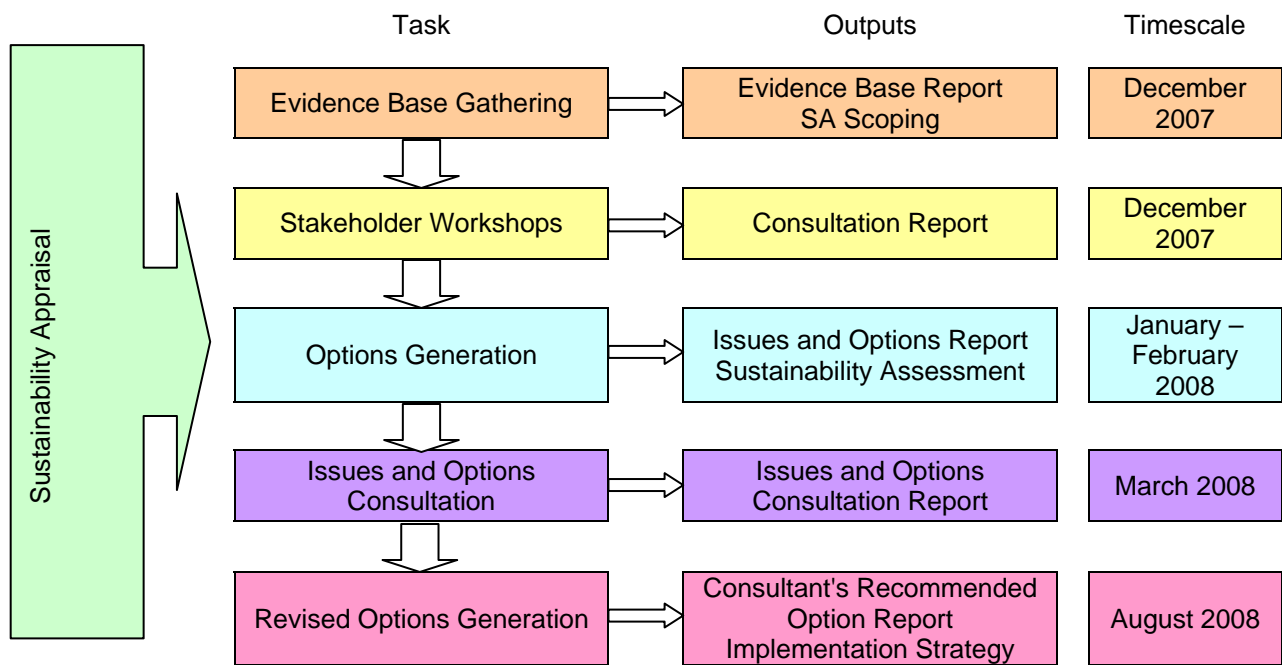 Task
Outputs
Timescale
Sustainability Appraisal
Evidence Base Gathering
Evidence Base Report
SA Scoping
December
2007
Stakeholder Workshops
Consultation Report
December
2007
Options Generation
Issues and Options Report
Sustainability Assessment
January –
February
2008
Issues and Options
Consultation
Issues and Options
Consultation Report
March 2008
Revised Options Generation
Consultant's Recommended
Option Report
Implementation Strategy
August 2008